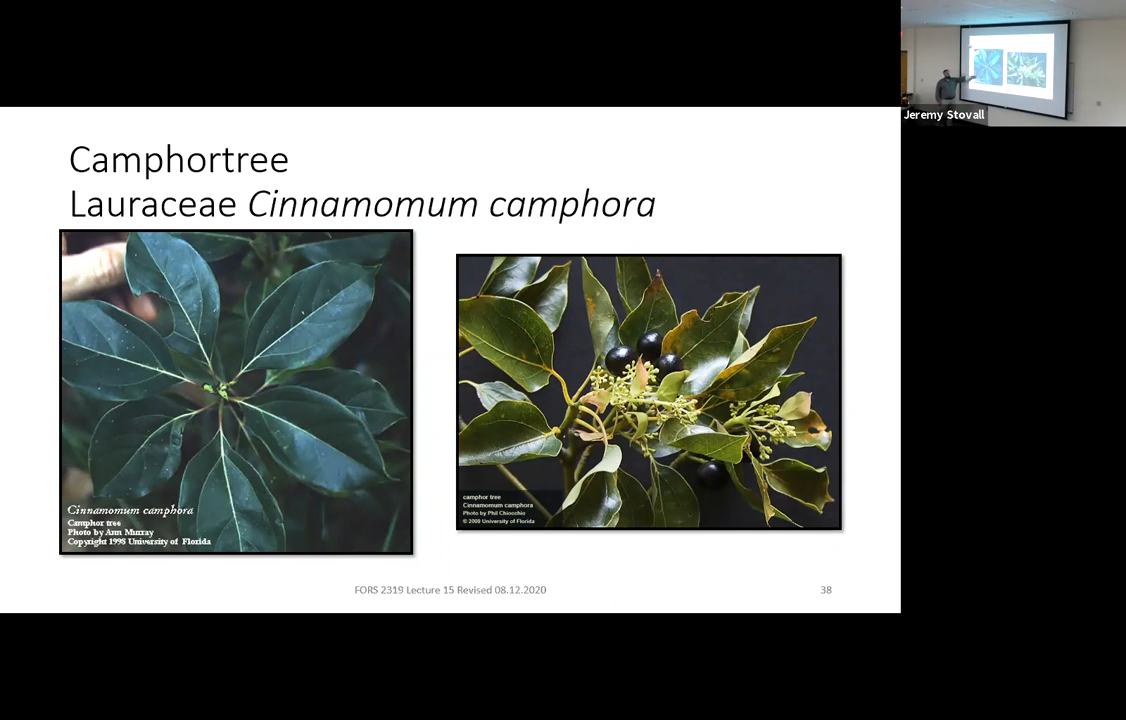 Camphortree
Lauraceae Cinnamomum camphora
Cinnamomum camphora
Camphor tree
Photo by Ann Murray
Copyright 1998 University of Florida
camphor tree
Cinnamomum camphora
Photo by Phil Chiocchio
© 2008 University of Florida
FORS 2319 Lecture 15 Revised 08.12.2020
38
Jeremy Stovall